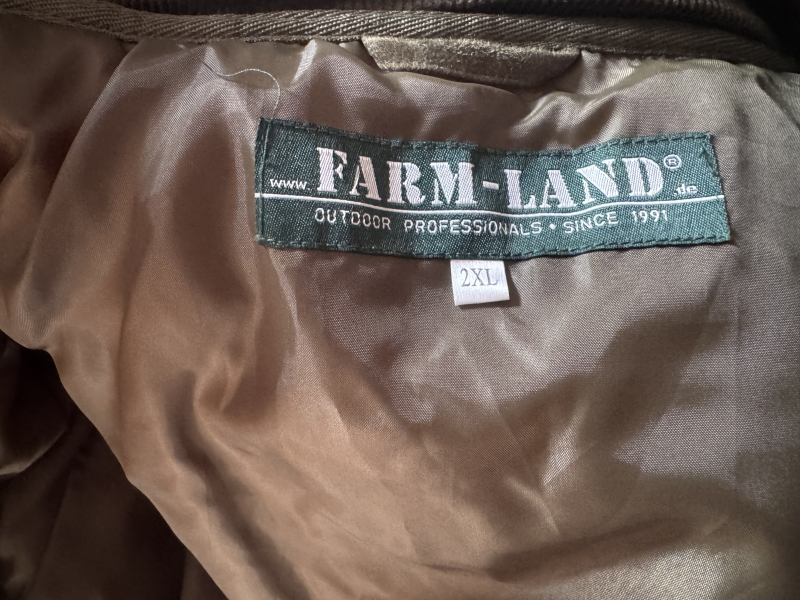 www. FARM-LAND® .de
OUTDOOR PROFESSIONALS • SINCE 1991
2XL